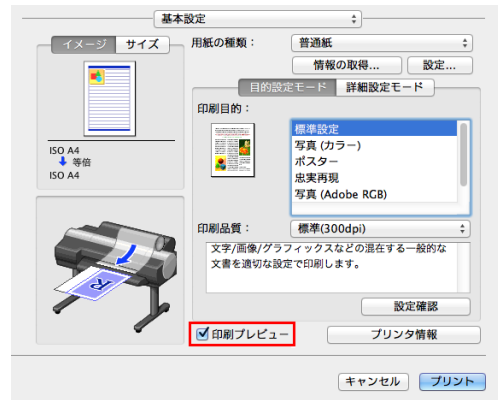 基本設定
イメージ サイズ
用紙の種類： 普通紙
情報の取得... 設定...
目的設定モード 詳細設定モード
印刷目的：
標準設定
写真 (カラー)
ポスター
忠実再現
写真 (Adobe RGB)
ISO A4
等倍
ISO A4
印刷品質： 標準(300dpi)
文字/画像/グラフィックスなどの混在する一般的な
文書を適切な設定で印刷します。
設定確認
印刷プレビュー プリンタ情報
キャンセル プリント